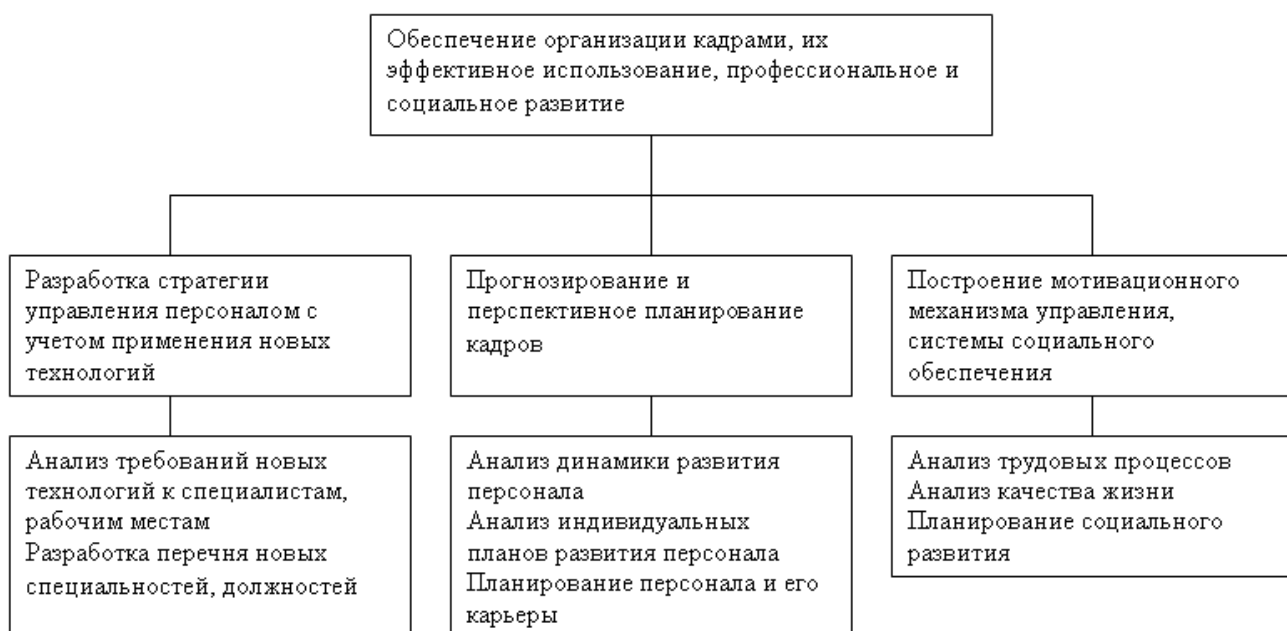 Обеспечение организации кадрами, их
эффективное использование, профессиональное и
социальное развитие
Разработка стратегии
управления персоналом с
учетом применения новых
технологий
Прогнозирование и
перспективное планирование
кадров
Построение мотивационного
механизма управления,
системы социального
обеспечения
Анализ требований новых
технологий к специалистам,
рабочим местам
Разработка перечня новых
специальностей, должностей
Анализ динамики развития
персонала
Анализ индивидуальных
планов развития персонала
Планирование персонала и его
карьеры
Анализ трудовых процессов
Анализ качества жизни
Планирование социального
развития